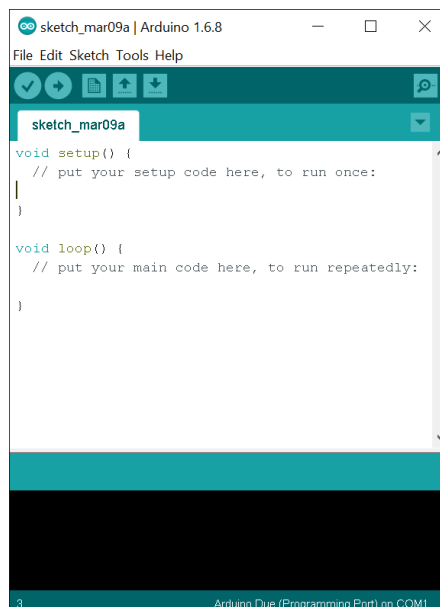 sketch_mar09a | Arduino 1.6.8
File Edit Sketch Tools Help
sketch_mar09a
void setup() {
  // put your setup code here, to run once:
}
void loop() {
  // put your main code here, to run repeatedly:
}
3 Arduino Due (Programming Port) on COM1